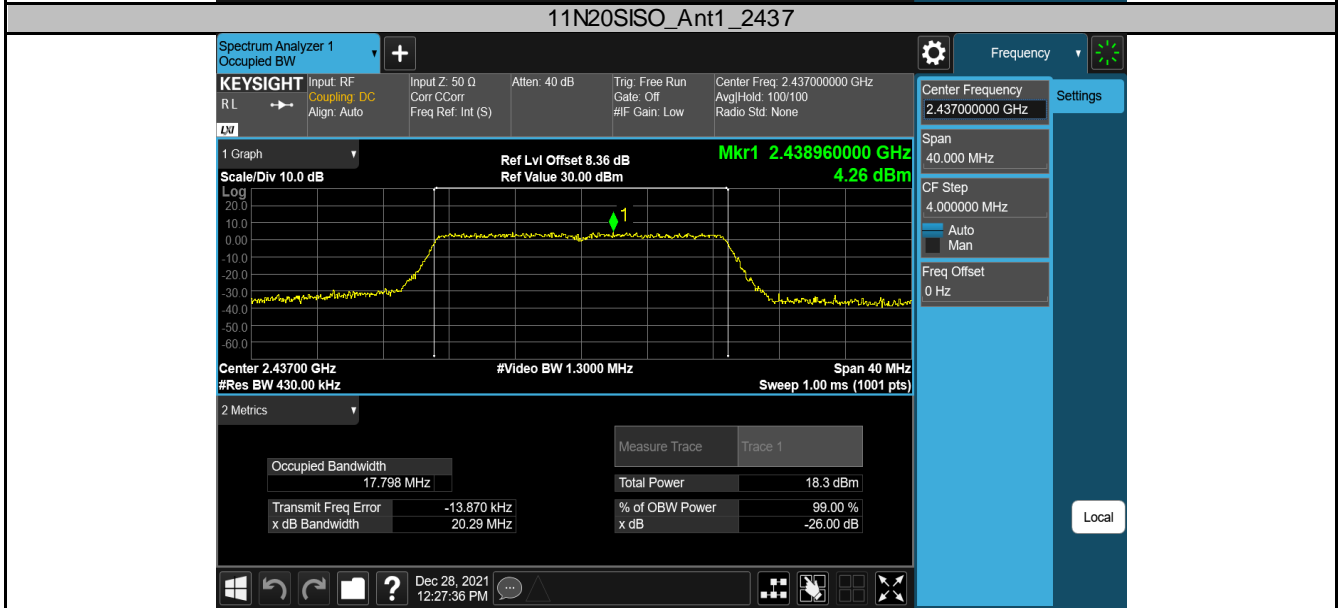 11N20SISO_Ant1_2437
Spectrum Analyzer 1
Occupied BW
+
Frequency
KEYSIGHT
R L
LXI
Input: RF
Coupling: DC
Align: Auto
Input Z: 50 Ω
Corr CCorr
Freq Ref: Int (S)
Atten: 40 dB
Trig: Free Run
Gate: Off
#IF Gain: Low
Center Freq: 2.437000000 GHz
Avg|Hold: 100/100
Radio Std: None
Center Frequency
2.437000000 GHz
Settings
Span
40.000 MHz
CF Step
4.000000 MHz
Auto
Man
Freq Offset
0 Hz
Local
1 Graph
Scale/Div 10.0 dB
Ref Lvl Offset 8.36 dB
Ref Value 30.00 dBm
Mkr1 2.438960000 GHz
4.26 dBm
Log
20.0
10.0
0.00
-10.0
-20.0
-30.0
-40.0
-50.0
-60.0
1
Center 2.43700 GHz
#Video BW 1.3000 MHz
Span 40 MHz
#Res BW 430.00 kHz
Sweep 1.00 ms (1001 pts)
2 Metrics
Measure Trace Trace 1
Occupied Bandwidth
17.798 MHz
Total Power 18.3 dBm
Transmit Freq Error -13.870 kHz
% of OBW Power 99.00 %
x dB Bandwidth 20.29 MHz
x dB -26.00 dB
?
Dec 28, 2021
12:27:36 PM